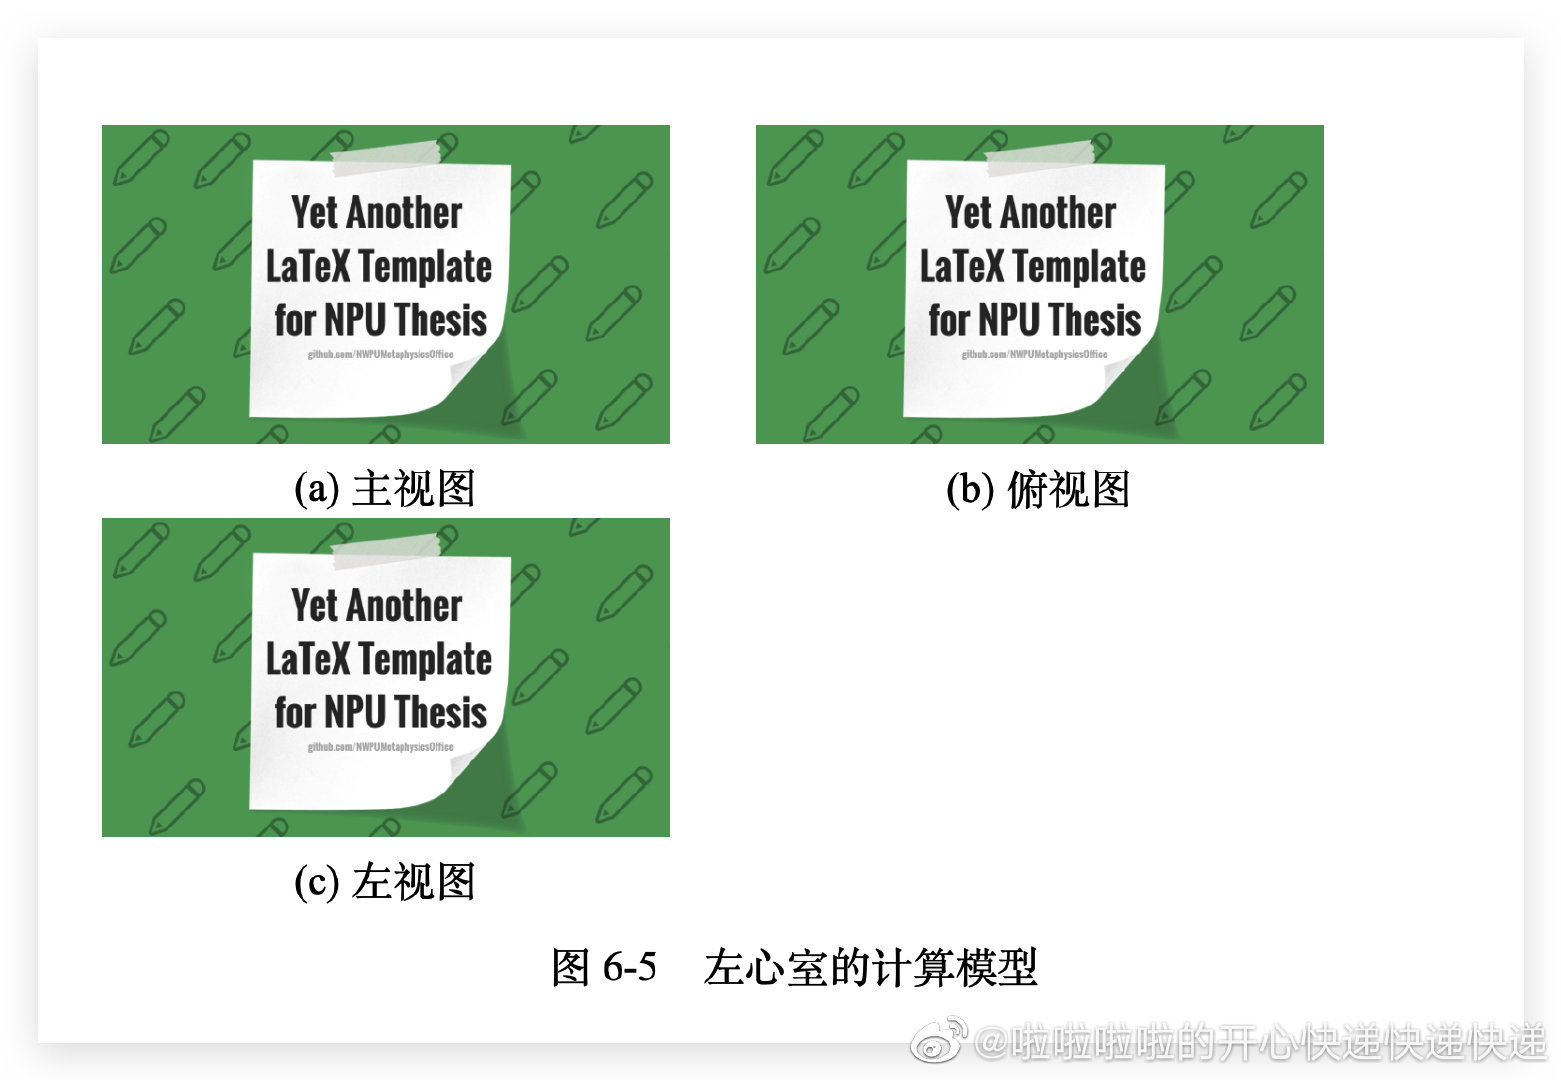 Yet Another
LaTeX Template
for NPU Thesis
github.com/NWPUMetaphysicsOffice
(a) 主视图
Yet Another
LaTeX Template
for NPU Thesis
github.com/NWPUMetaphysicsOffice
(b) 俯视图
Yet Another
LaTeX Template
for NPU Thesis
github.com/NWPUMetaphysicsOffice
(c) 左视图
图 6-5 左心室的计算模型
@啦啦啦啦的开心快递快递快递